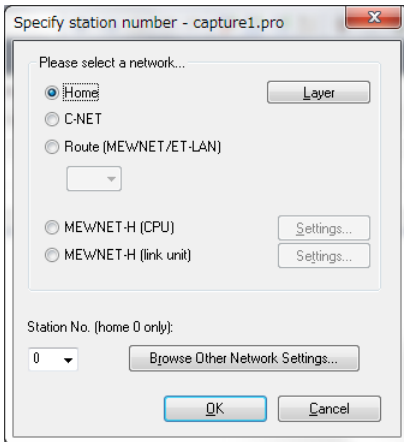 Specify station number - capture1.pro
Please select a network...
Home
Layer
C-NET
Route (MEWNET/ET-LAN)
MEWNET-H (CPU)
Settings...
MEWNET-H (link unit)
Settings...
Station No. (home 0 only):
0
Browse Other Network Settings...
OK
Cancel